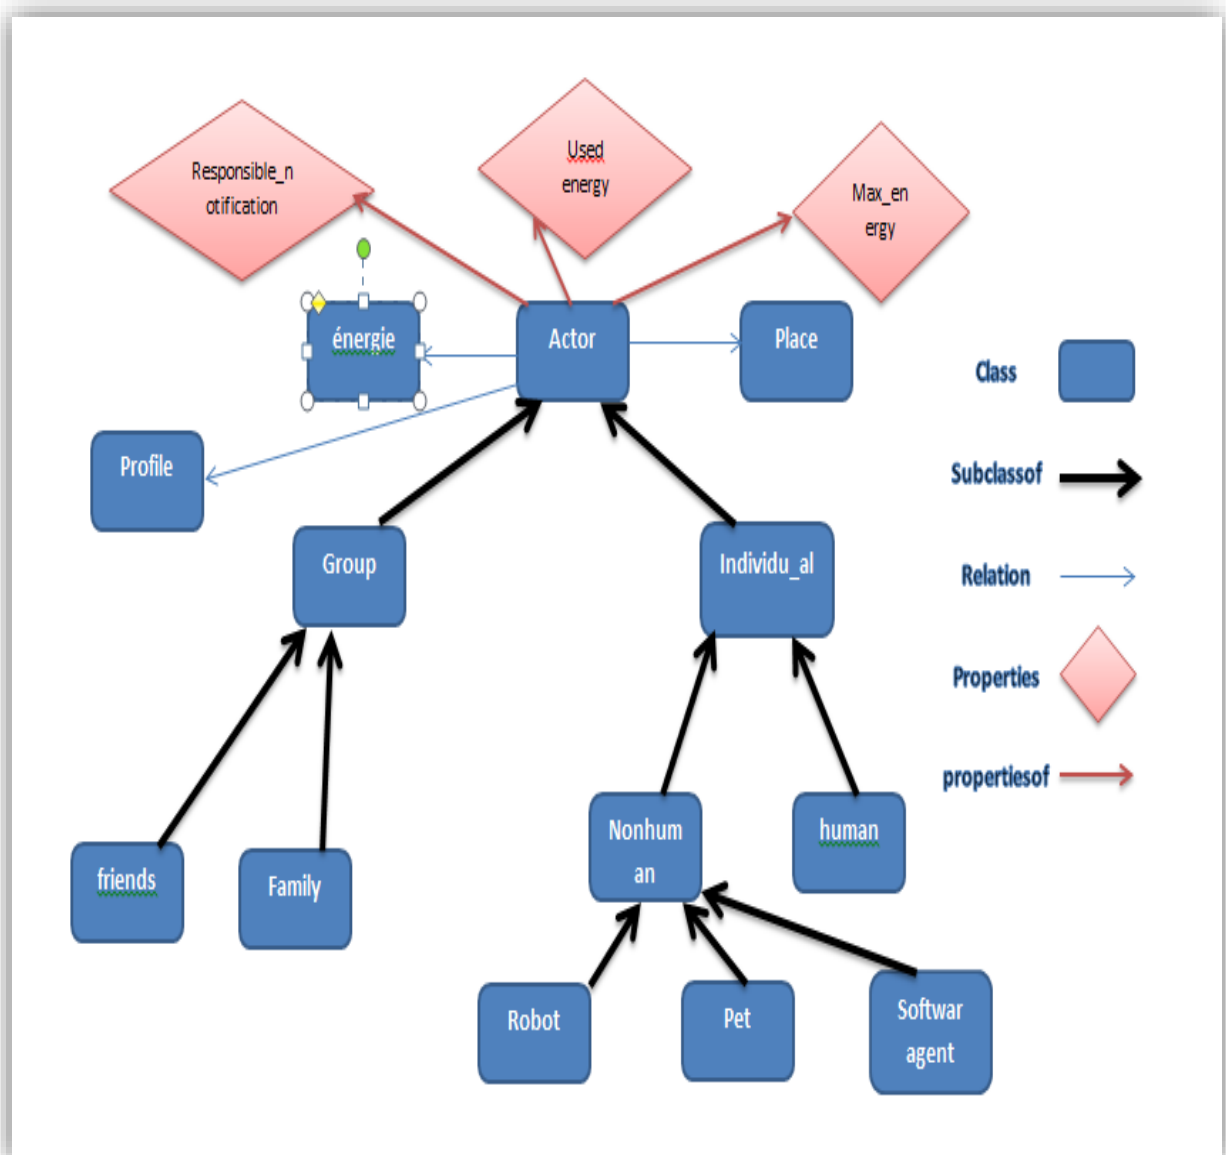 Responsible_n
otification
Used
energy
Max_en
ergy
énergie
Actor
Place
Class
Profile
Subclassof
Group
Individu_al
Relation
Properties
propertiesof
friends
Family
Nonhum
an
human
Robot
Pet
Softwar
agent